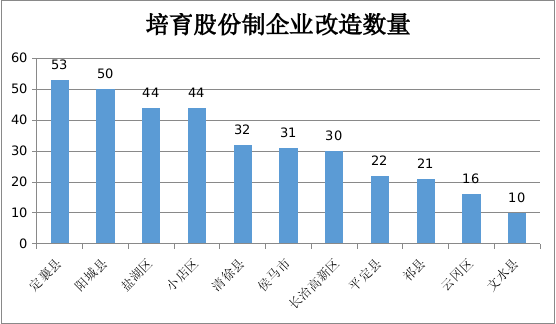 培育股份制企业改造数量
60
50
40
30
20
10
0
53
50
44
44
32
31
30
22
21
16
10
定襄县
阳城县
盐湖区
小店区
清徐县
侯马市
长治高新区
平定县
祁县
云冈区
文水县